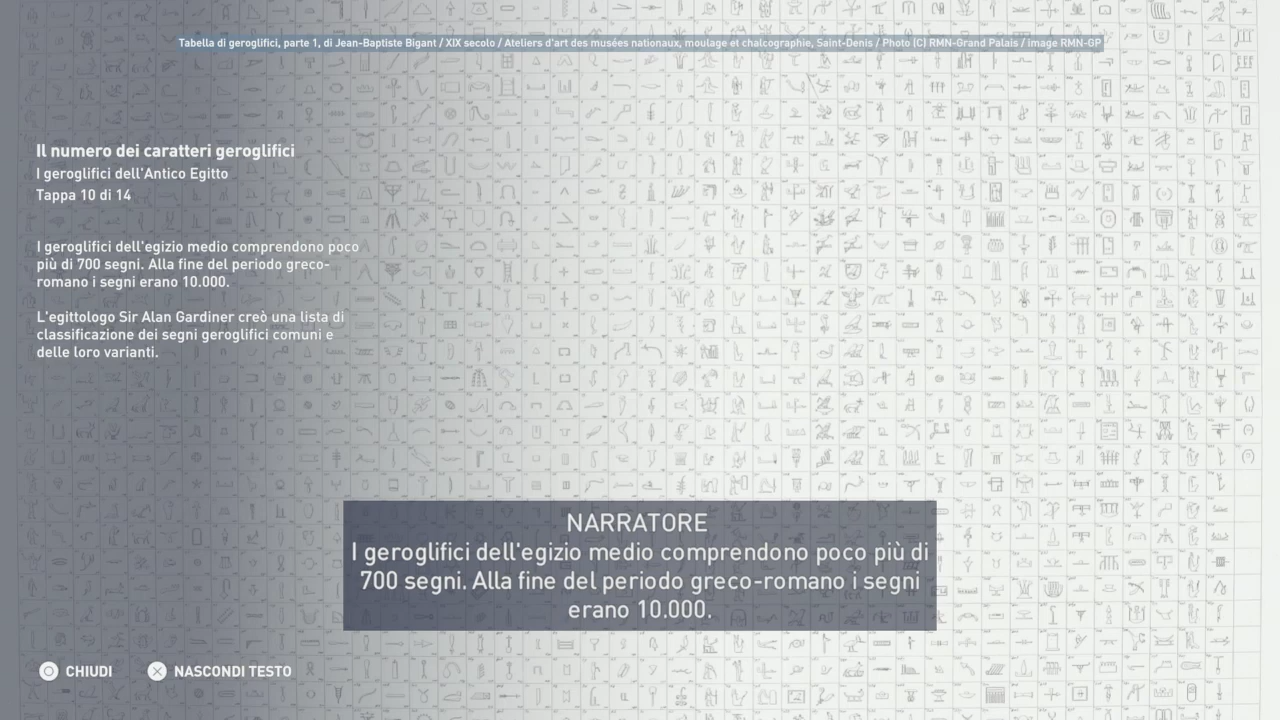 Tabella di geroglifici, parte 1, di Jean-Baptiste Bigant / XIX secolo / Ateliers d'art des musées nationaux, moulage et chalcographie, Saint-Denis / Photo (C) RMN-Grand Palais / image RMN-GP
Il numero dei caratteri geroglifici
I geroglifici dell'Antico Egitto
Tappa 10 di 14
I geroglifici dell'egizio medio comprendono poco
più di 700 segni. Alla fine del periodo greco-
romano i segni erano 10.000.
L'egittologo Sir Alan Gardiner creò una lista di
classificazione dei segni geroglifici comuni e
delle loro varianti.
NARRATORE
I geroglifici dell'egizio medio comprendono poco più di
700 segni. Alla fine del periodo greco-romano i segni
erano 10.000.
CHIUDI
NASCONDI TESTO